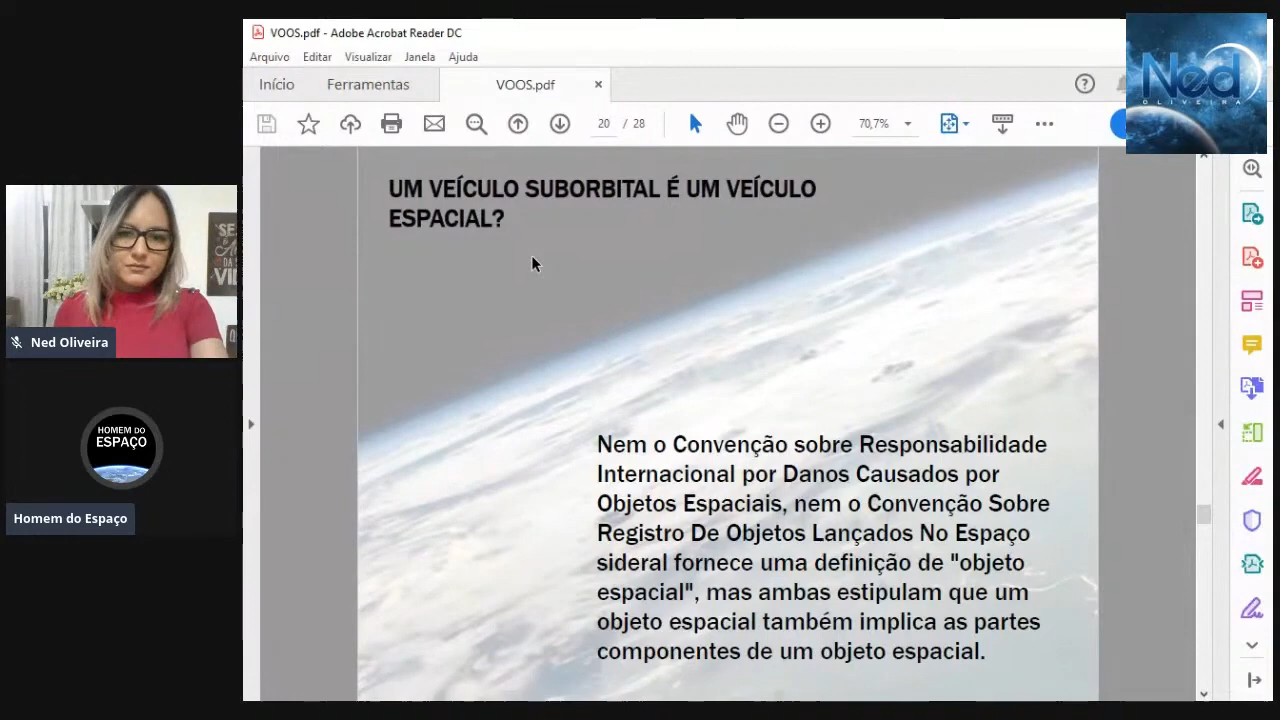 VOOS.pdf - Adobe Acrobat Reader DC
Arquivo Editar Visualizar Janela Ajuda
Início Ferramentas VOOS.pdf
20 / 28 70,7%
Ned
OLIVEIRA
UM VEÍCULO SUBORBITAL É UM VEÍCULO
ESPACIAL?
Nem o Convenção sobre Responsabilidade
Internacional por Danos Causados por
Objetos Espaciais, nem o Convenção Sobre
Registro De Objetos Lançados No Espaço
sideral fornece uma definição de "objeto
espacial", mas ambas estipulam que um
objeto espacial também implica as partes
componentes de um objeto espacial.
Ned Oliveira
HOMEM DO
ESPAÇO
Homem do Espaço